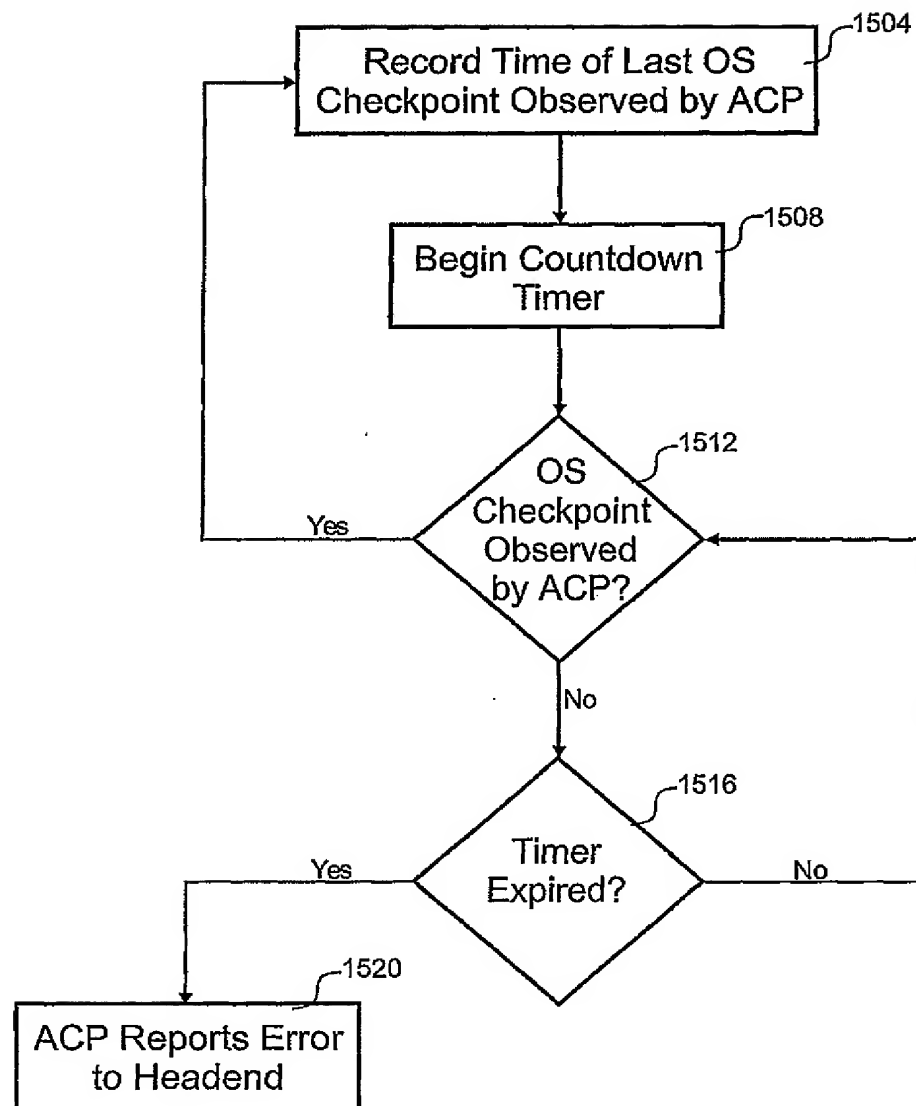 1504
Record Time of Last OS
Checkpoint Observed by ACP
1508
Begin Countdown
Timer
1512
OS
Checkpoint
Observed
by ACP?
Yes
No
1516
Timer
Expired?
Yes
No
1520
ACP Reports Error
to Headend